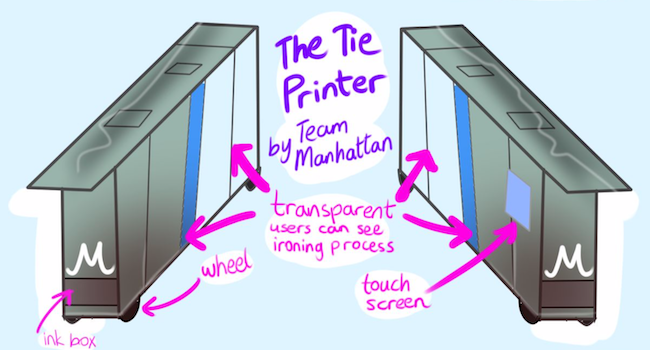 The Tie
Printer
by Team
Manhattan
transparent
users can see
ironing process
wheel
touch
screen
M
M
ink box